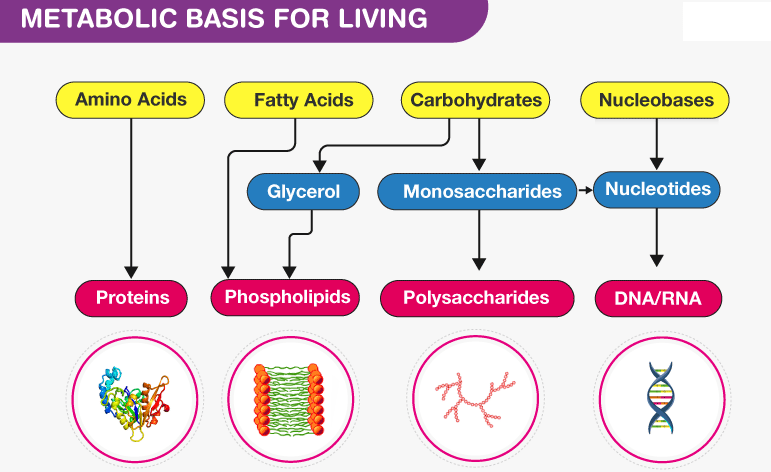 METABOLIC BASIS FOR LIVING
Amino Acids
Fatty Acids
Carbohydrates
Nucleobases
Glycerol
Monosaccharides
Nucleotides
Proteins
Phospholipids
Polysaccharides
DNA/RNA